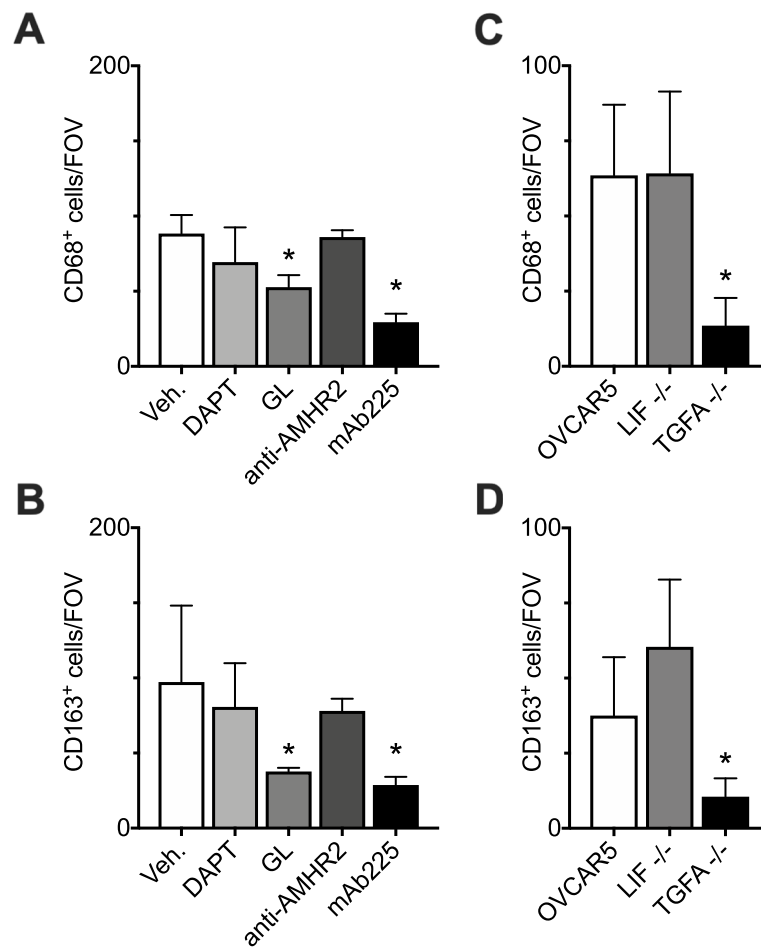 A
CD68⁺ cells/FOV
200
0
*
*
Veh.
DAPT
GL
anti-AMHR2
mAb225
C
CD68⁺ cells/FOV
100
0
*
OVCAR5
LIF -/-
TGFA -/-
B
CD163⁺ cells/FOV
200
0
*
*
Veh.
DAPT
GL
anti-AMHR2
mAb225
D
CD163⁺ cells/FOV
100
0
*
OVCAR5
LIF -/-
TGFA -/-